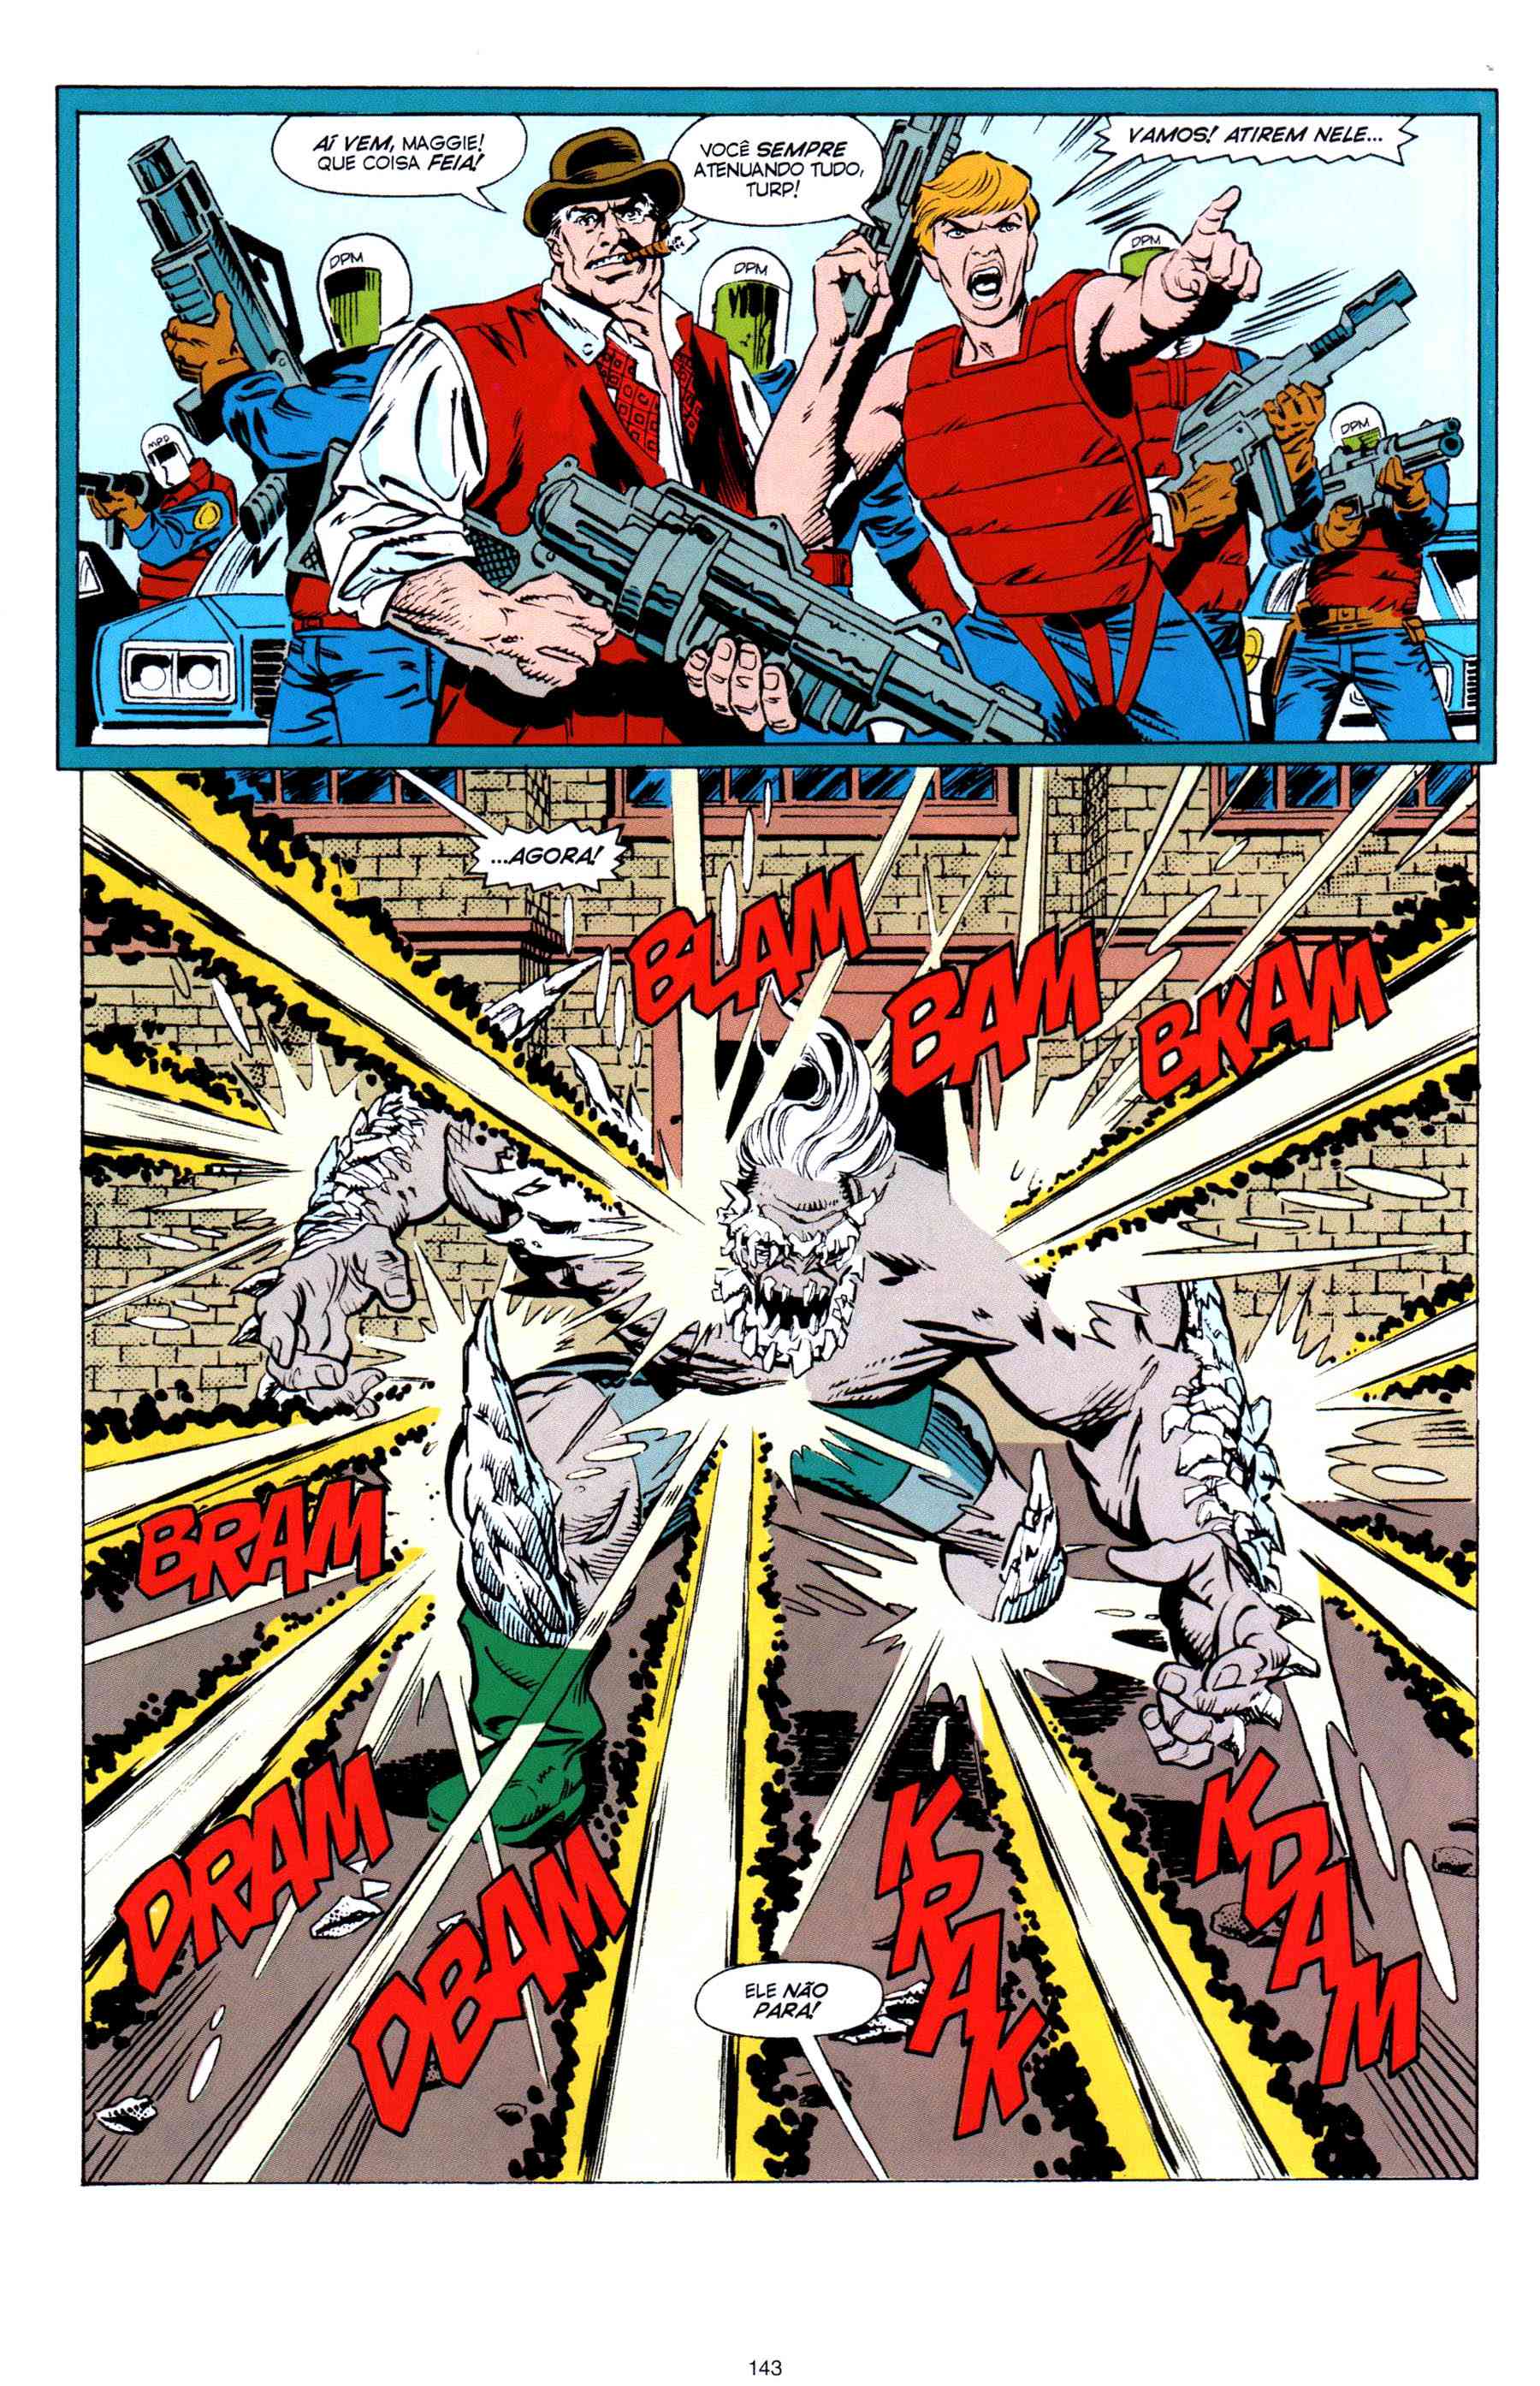 AÍ VEM, MAGGIE!
QUE COISA FEIA!
VOCÊ SEMPRE
ATENUANDO TUDO,
TURP!
VAMOS! ATIREM NELE...
DPM
DPM
DPM
DPM
MPD
...AGORA!
BLAM
BAM
BKAM
BRAM
DRAM
DBAM
KRAK
KDAM
ELE NÃO
PARA!
143